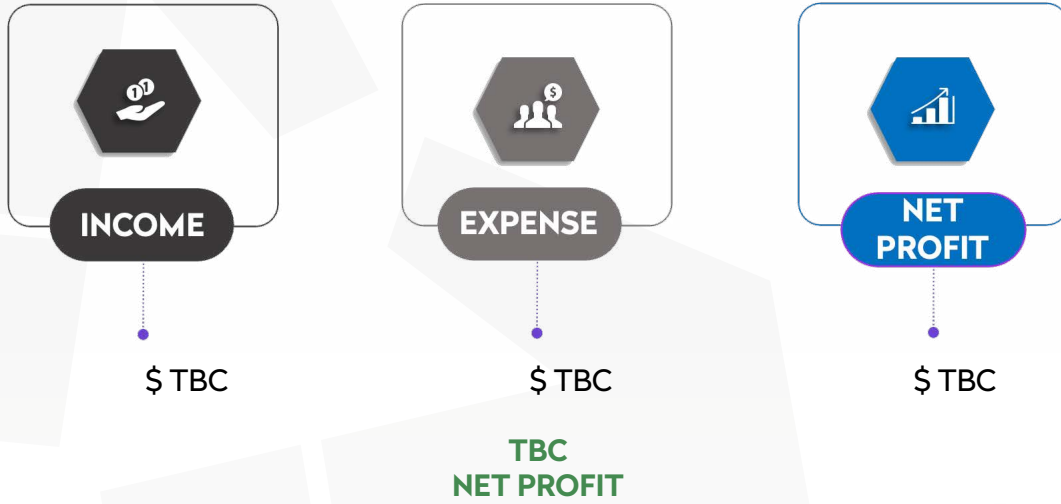 INCOME
EXPENSE
NET
PROFIT
$ TBC
$ TBC
$ TBC
TBC
NET PROFIT